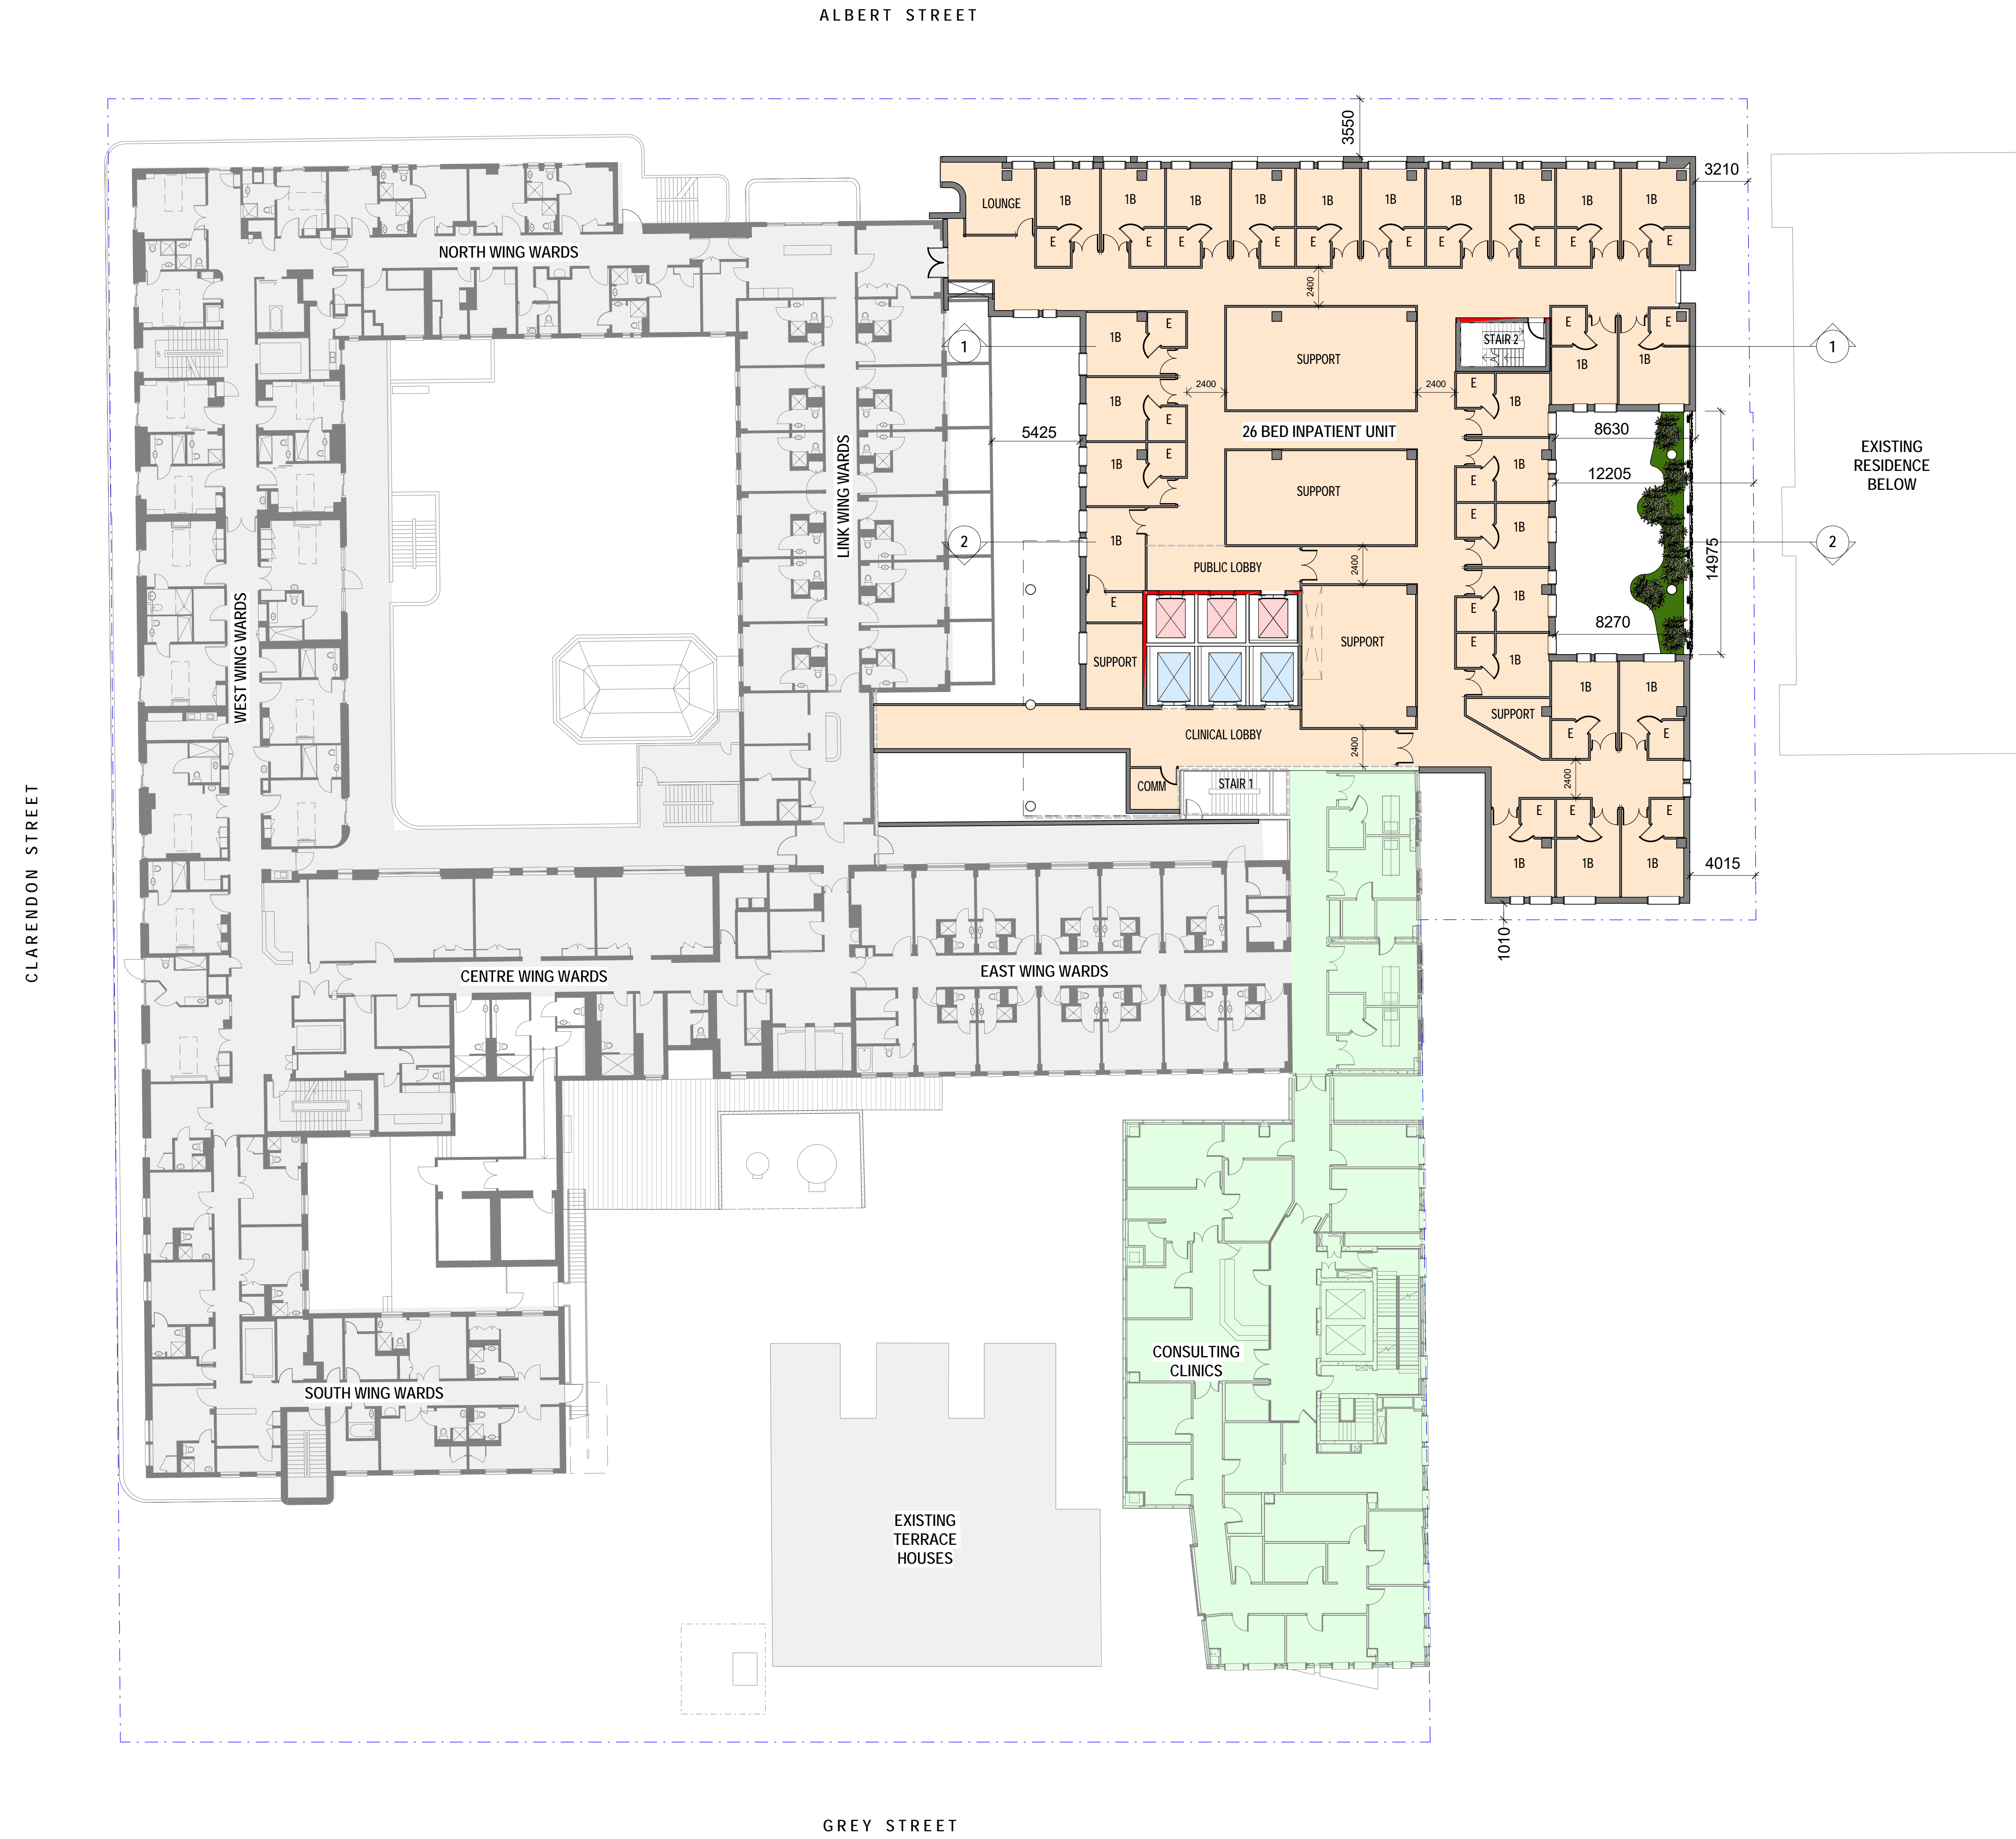 ALBERT STREET
3550
3210
LOUNGE
1B
1B
1B
1B
1B
1B
1B
1B
1B
1B
E
E
E
E
E
E
E
E
E
E
NORTH WING WARDS
2400
1
1B
E
SUPPORT
STAIR 2
E
E
1B
1B
1
2400
2400
1B
E
E
1B
5425
26 BED INPATIENT UNIT
8630
EXISTING
RESIDENCE
BELOW
LINK WING WARDS
1B
E
1B
E
12205
SUPPORT
E
1B
2
1B
2
PUBLIC LOBBY
2400
14975
E
E
1B
8270
WEST WING WARDS
SUPPORT
SUPPORT
E
1B
1B
1B
SUPPORT
CLINICAL LOBBY
2400
E
E
COMM
STAIR 1
2400
E
E
E
1B
1B
1B
4015
CLARENDON STREET
1010
CENTRE WING WARDS
EAST WING WARDS
CONSULTING
CLINICS
SOUTH WING WARDS
EXISTING
TERRACE
HOUSES
GREY STREET